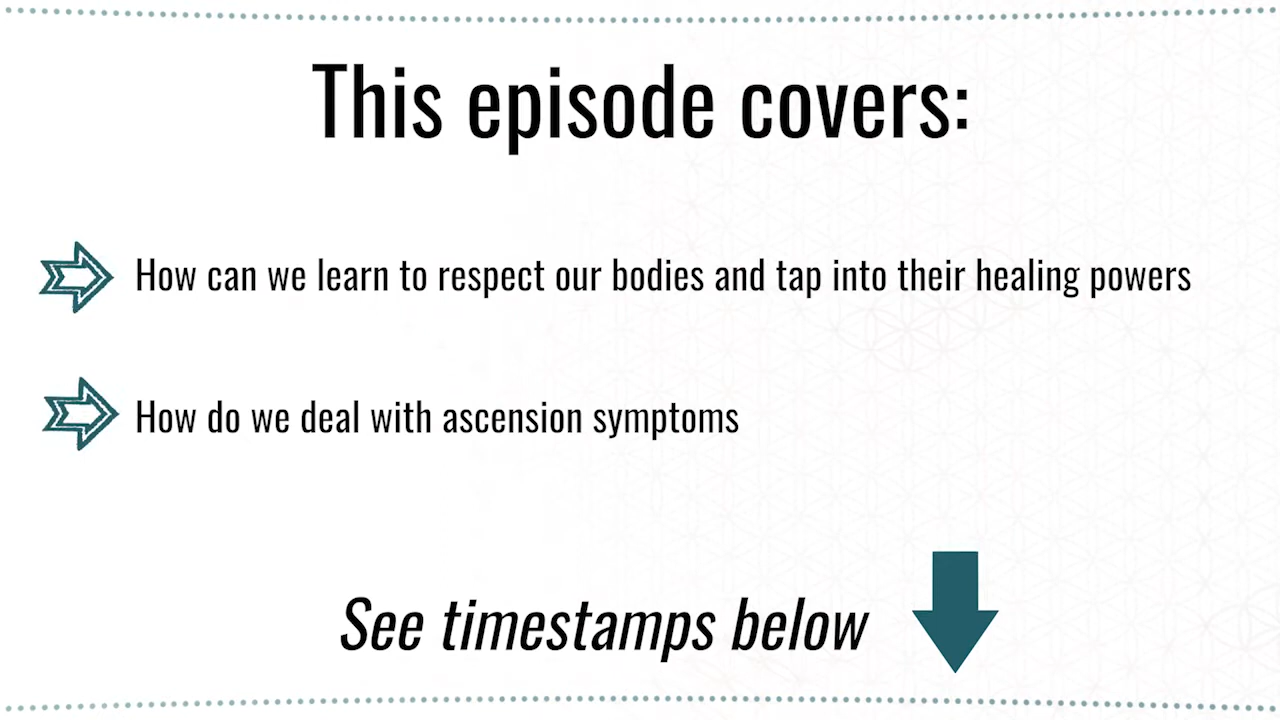 This episode covers:
How can we learn to respect our bodies and tap into their healing powers
How do we deal with ascension symptoms
See timestamps below